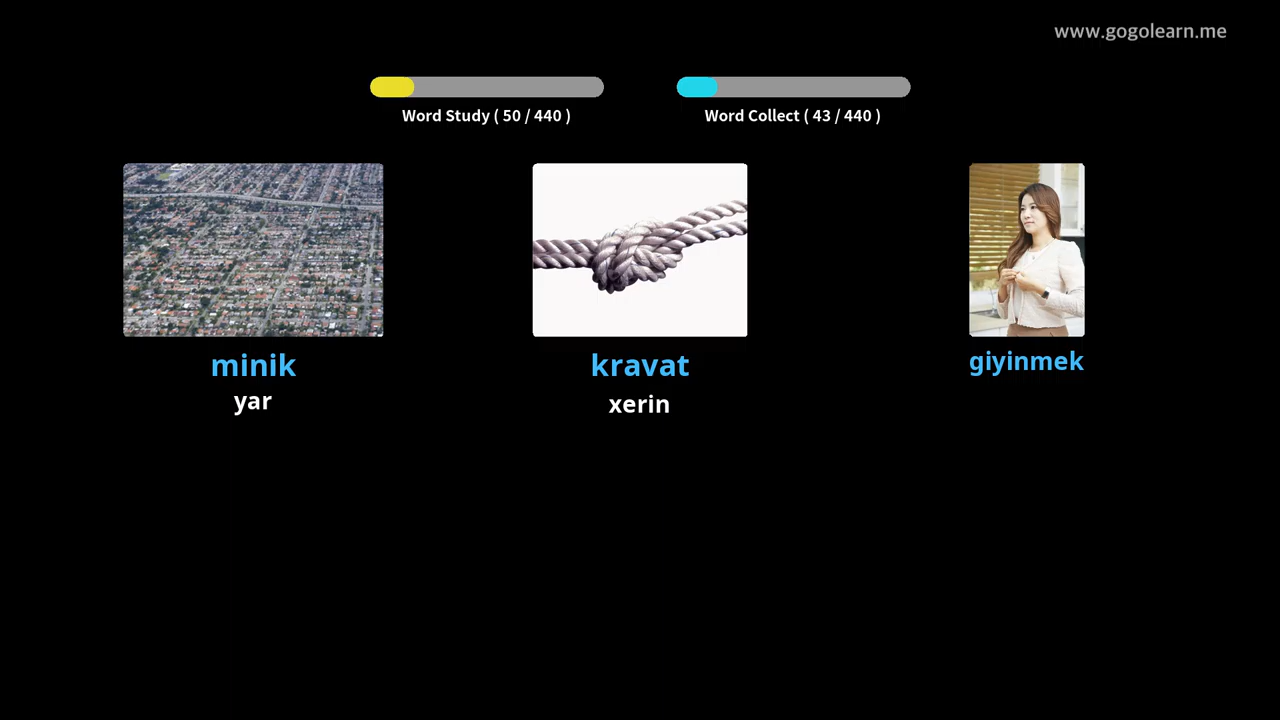 www.gogolearn.me
Word Study ( 50 / 440 )
Word Collect ( 43 / 440 )
minik
yar
kravat
xerin
giyinmek